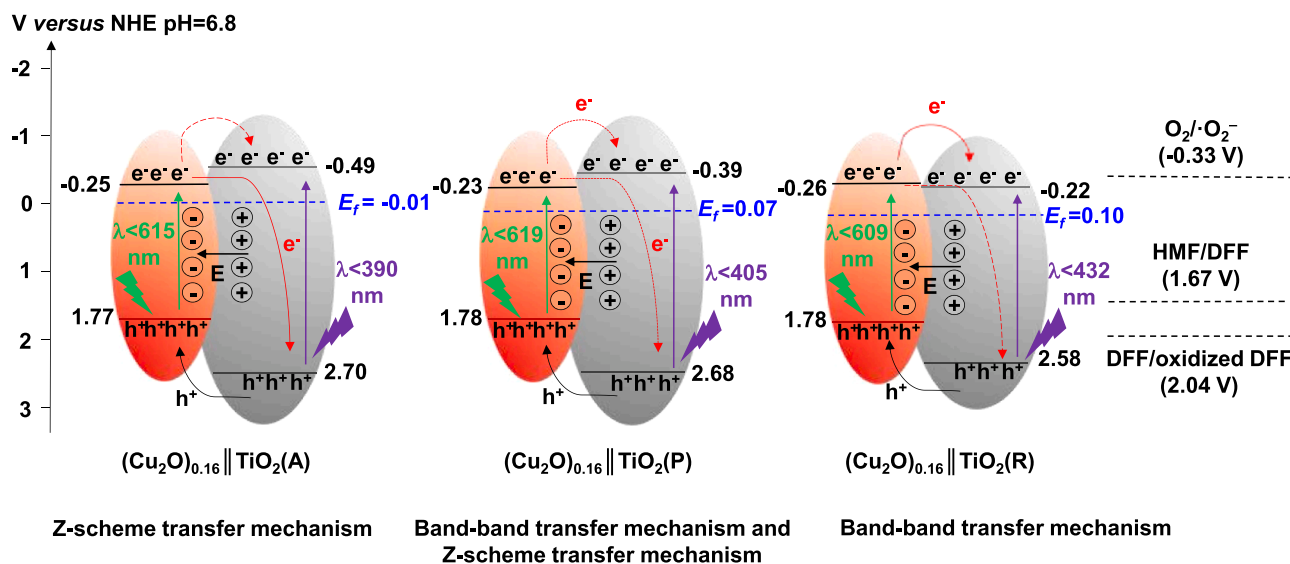 V versus NHE pH=6.8
-2
-1
0
1
2
3
e⁻
e⁻ e⁻ e⁻ e⁻
-0.49
e⁻e⁻ e⁻
-0.25
E_f = -0.01
λ<615
nm
- - - -
+ + + +
E
e⁻
λ<390
nm
1.77
h⁺h⁺h⁺h⁺
2.70
h⁺h⁺h⁺
h⁺
(Cu₂O)₀.₁₆‖TiO₂(A)
Z-scheme transfer mechanism
e⁻
e⁻ e⁻ e⁻ e⁻
-0.39
e⁻e⁻ e⁻
-0.23
E_f=0.07
λ<619
nm
- - - -
+ + + +
E
e⁻
λ<405
nm
1.78
h⁺h⁺h⁺h⁺
2.68
h⁺h⁺h⁺
h⁺
(Cu₂O)₀.₁₆‖TiO₂(P)
Band-band transfer mechanism and
Z-scheme transfer mechanism
e⁻
e⁻e⁻ e⁻
-0.26
e⁻ e⁻ e⁻ e⁻
-0.22
E_f=0.10
λ<609
nm
- - - -
+ + + +
E
λ<432
nm
1.78
h⁺h⁺h⁺h⁺
2.58
h⁺h⁺ h⁺
h⁺
(Cu₂O)₀.₁₆‖TiO₂(R)
Band-band transfer mechanism
O₂/·O₂⁻
(-0.33 V)
HMF/DFF
(1.67 V)
DFF/oxidized DFF
(2.04 V)